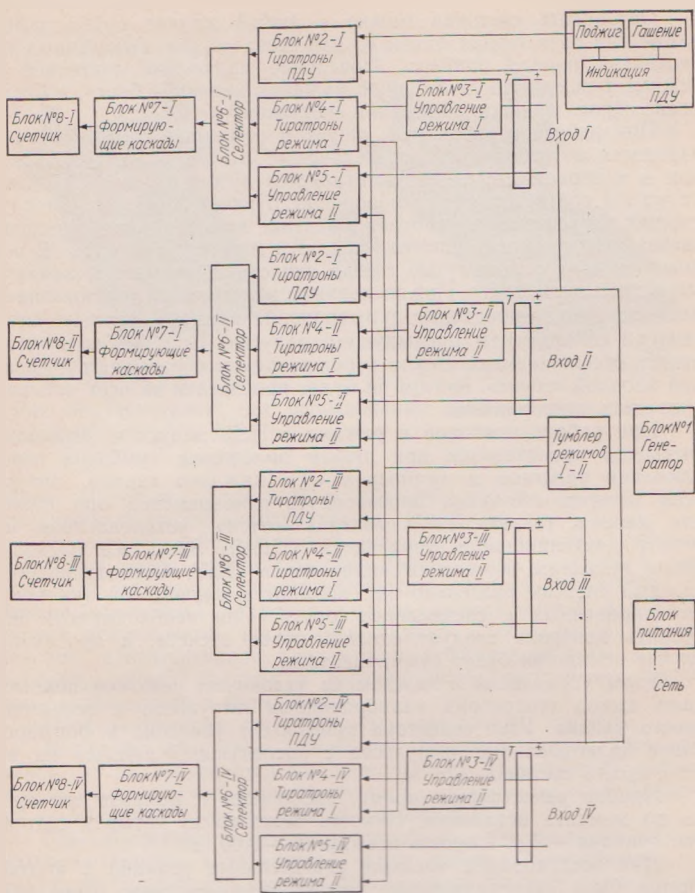 Поджиг
Гашение
Индикация
ПДУ
Блок №2-I
Тиратроны
ПДУ
Блок №8-I
Счетчик
Блок №7-I
Формирую-
щие каскады
Блок №6-I
Селектор
Блок №4-I
Тиратроны
режима I
Блок №3-I
Управление
режима I
Т
±
Вход I
Блок №5-I
Управление
режима II
Блок №2-I
Тиратроны
ПДУ
Блок №8-II
Счетчик
Блок №7-I
Формирующие
каскады
Блок №6-II
Селектор
Блок №4-II
Тиратроны
режима I
Блок №3-II
Управление
режима II
Т
±
Вход II
Блок №5-II
Управление
режима II
Тумблер
режимов
I-II
Блок №1
Гене-
ратор
Блок №2-III
Тиратроны
ПДУ
Блок №8-III
Счетчик
Блок №7-III
Формирующие
каскады
Блок №6-III
Селектор
Блок №4-III
Тиратроны
режима I
Блок №3-III
Управление
режима II
Т
±
Вход III
Блок №5-III
Управление
режима II
Блок
питания
Сеть
Блок №2-IV
Тиратроны
ПДУ
Блок №8-IV
Счетчик
Блок №7-IV
Формирую-
щие каскады
Блок №6-IV
Селектор
Блок №4-IV
Тиратроны
режима I
Блок №3-IV
Управление
режима II
Т
±
Вход IV
Блок №5-IV
Управление
режима II